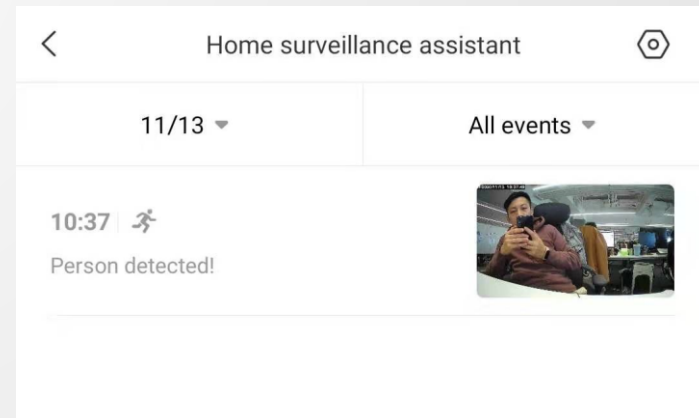 Home surveillance assistant
11/13
All events
10:37
Person detected!